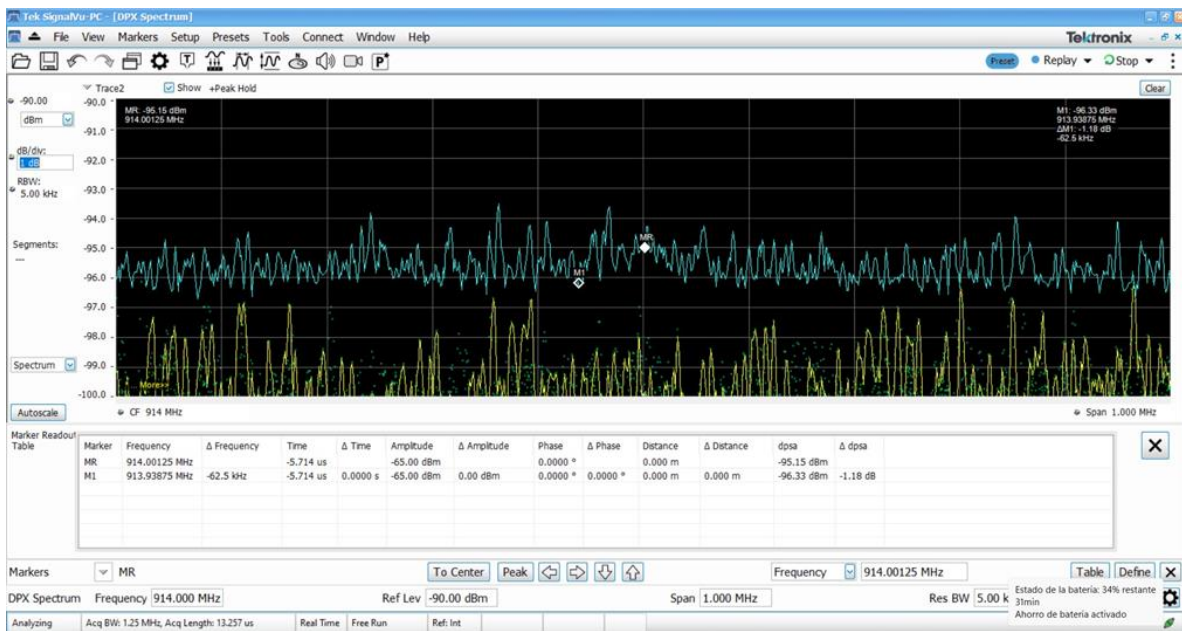 Tek SignalVu-PC - [DPX Spectrum]
File View Markers Setup Presets Tools Connect Window Help
Tektronix
T
P
Preset
Replay
Stop
Trace2
Show
+Peak Hold
Clear
-90.00
dBm
dB/div:
1 dB
RBW:
5.00 kHz
Segments:
---
Spectrum
Autoscale
-90.0
-91.0
-92.0
-93.0
-94.0
-95.0
-96.0
-97.0
-98.0
-99.0
-100.0
MR: -95.15 dBm
914.00125 MHz
M1: -96.33 dBm
913.93875 MHz
ΔM1: -1.18 dB
-62.5 kHz
MR
M1
More>>
CF 914 MHz
Span 1.000 MHz
Marker Readout
Table
Marker Frequency Δ Frequency Time Δ Time Amplitude Δ Amplitude Phase Δ Phase Distance Δ Distance dpsa Δ dpsa
MR 914.00125 MHz -5.714 us -65.00 dBm 0.0000 ° 0.000 m -95.15 dBm
M1 913.93875 MHz -62.5 kHz -5.714 us 0.0000 s -65.00 dBm 0.00 dBm 0.0000 ° 0.0000 ° 0.000 m 0.000 m -96.33 dBm -1.18 dB
Markers MR To Center Peak Frequency 914.00125 MHz Table Define
DPX Spectrum Frequency 914.000 MHz Ref Lev -90.00 dBm Span 1.000 MHz Res BW 5.00 k
Estado de la batería: 34% restante
31min
Ahorro de batería activado
Analyzing Acq BW: 1.25 MHz, Acq Length: 13.257 us Real Time Free Run Ref: Int